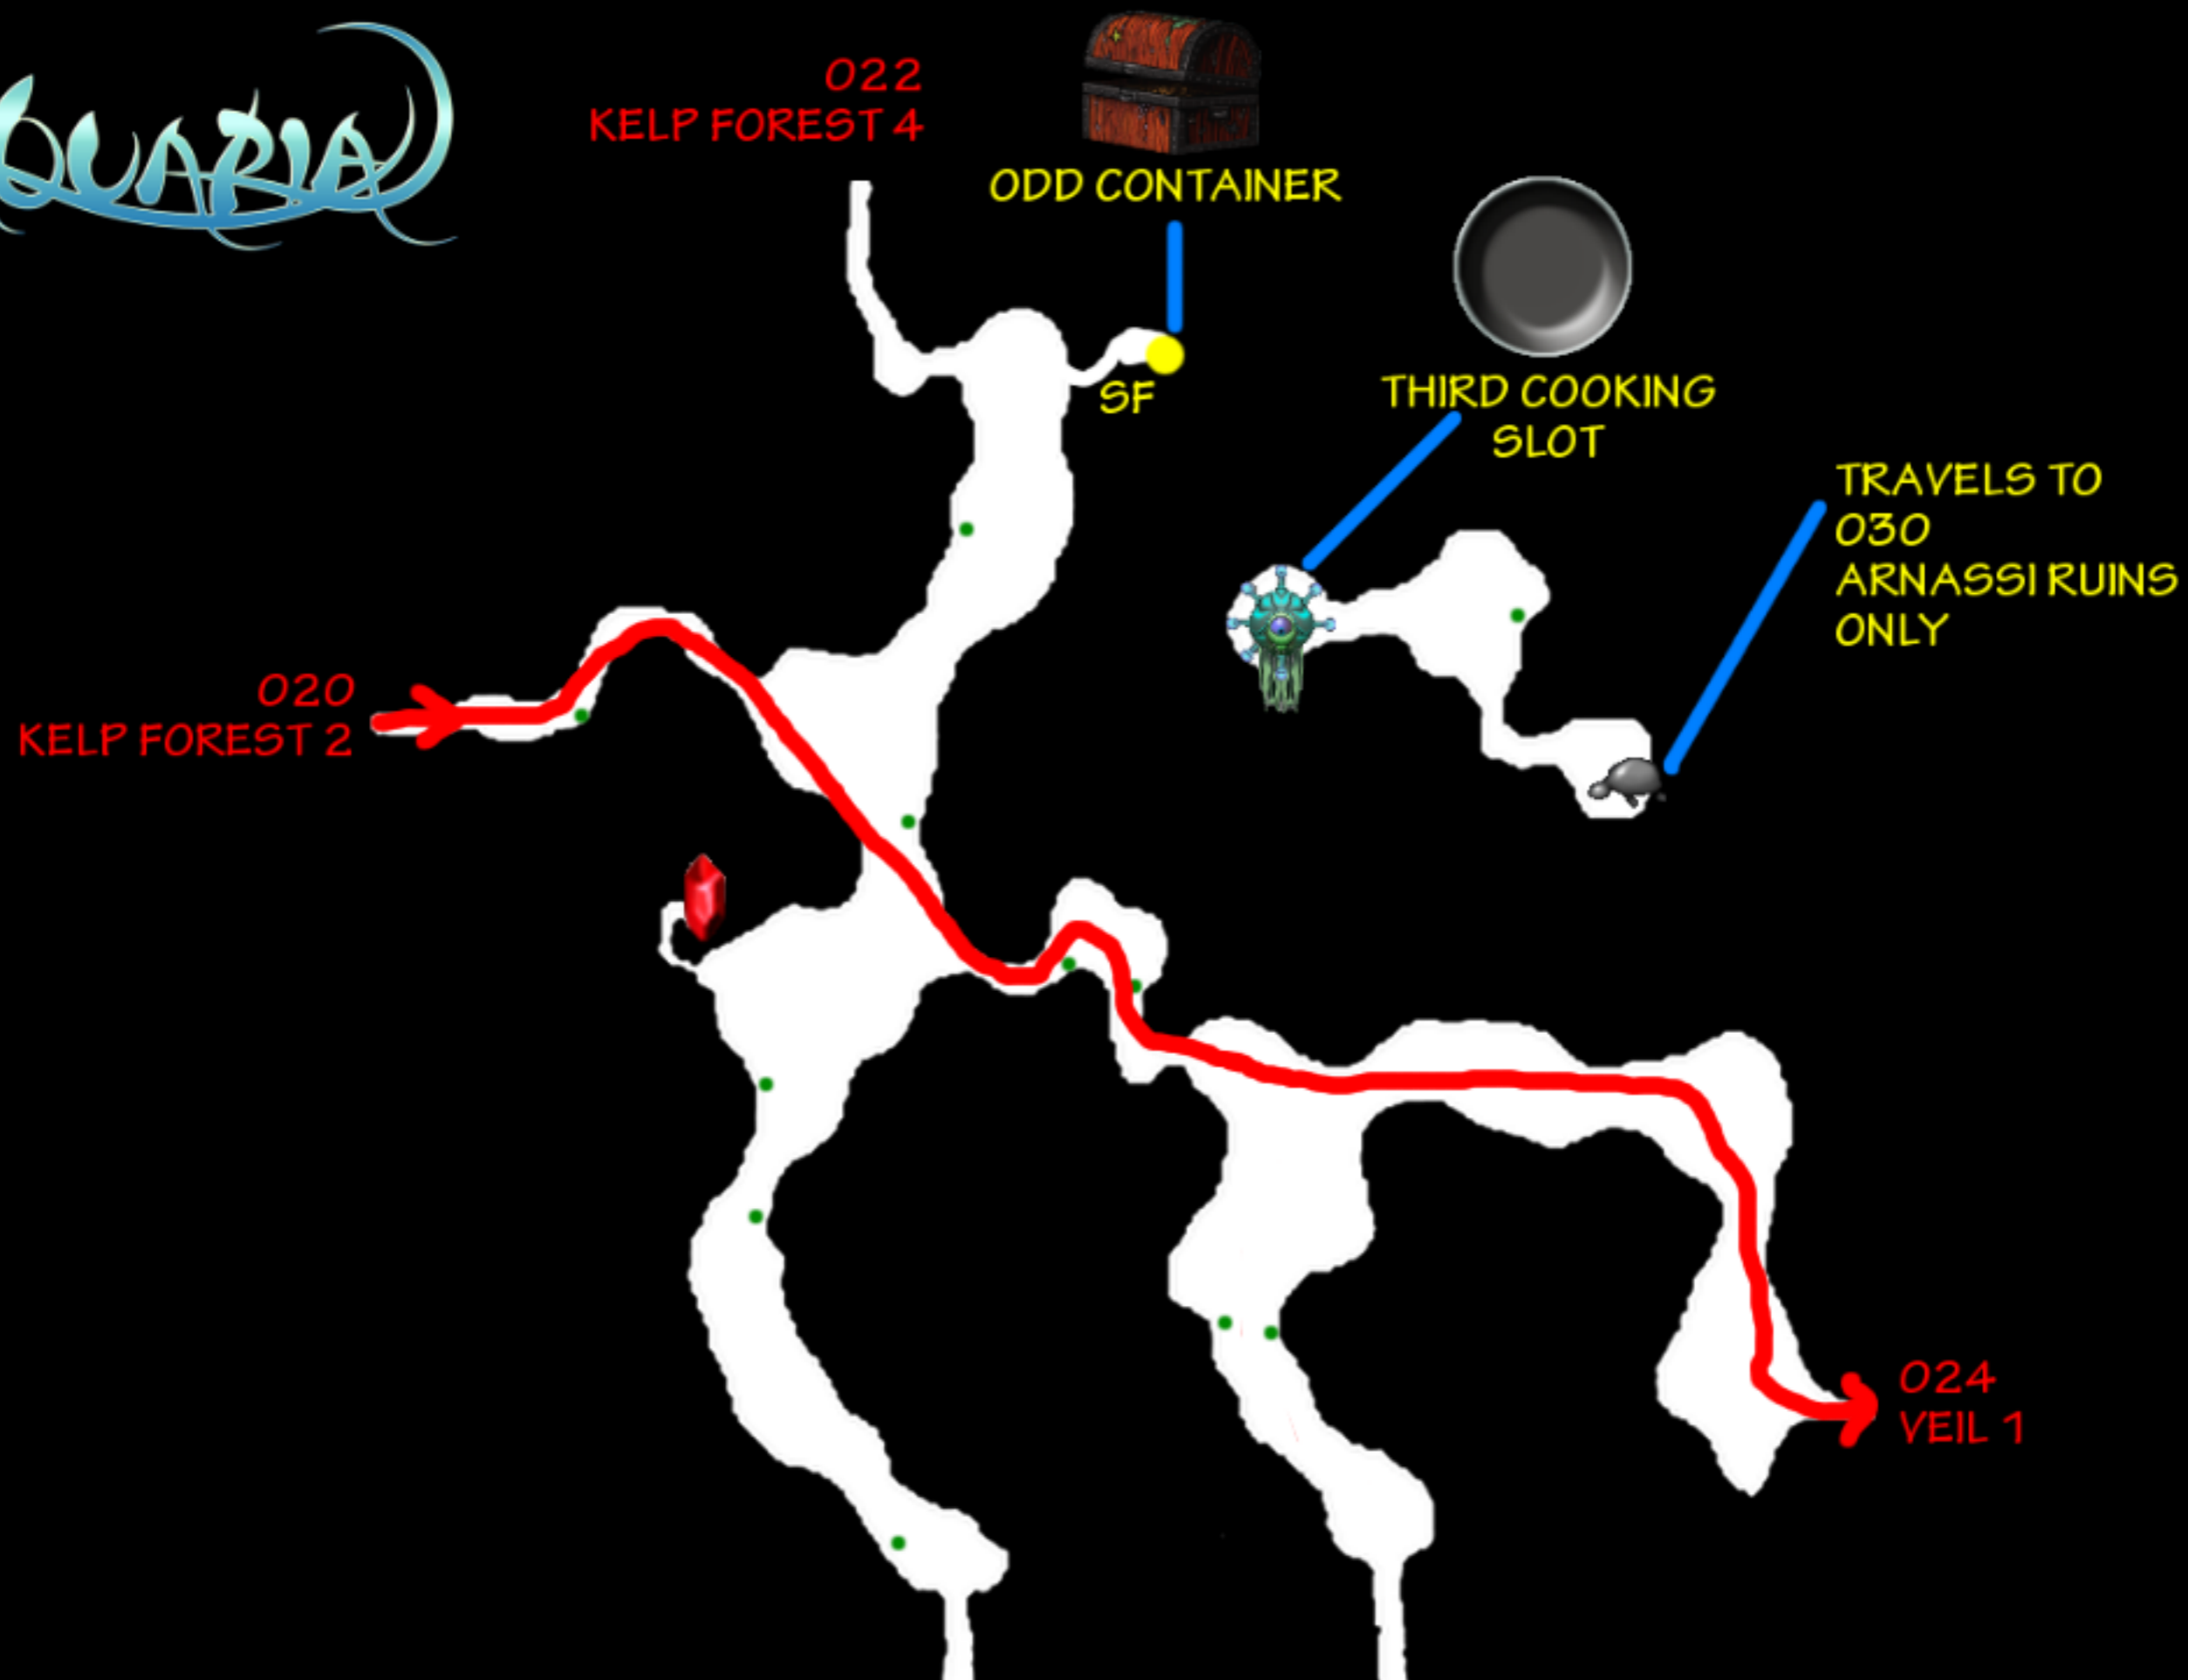 QUARIA
022
KELP FOREST 4
ODD CONTAINER
SF
THIRD COOKING
SLOT
TRAVELS TO
030
ARNASSI RUINS
ONLY
020
KELP FOREST 2
024
VEIL 1